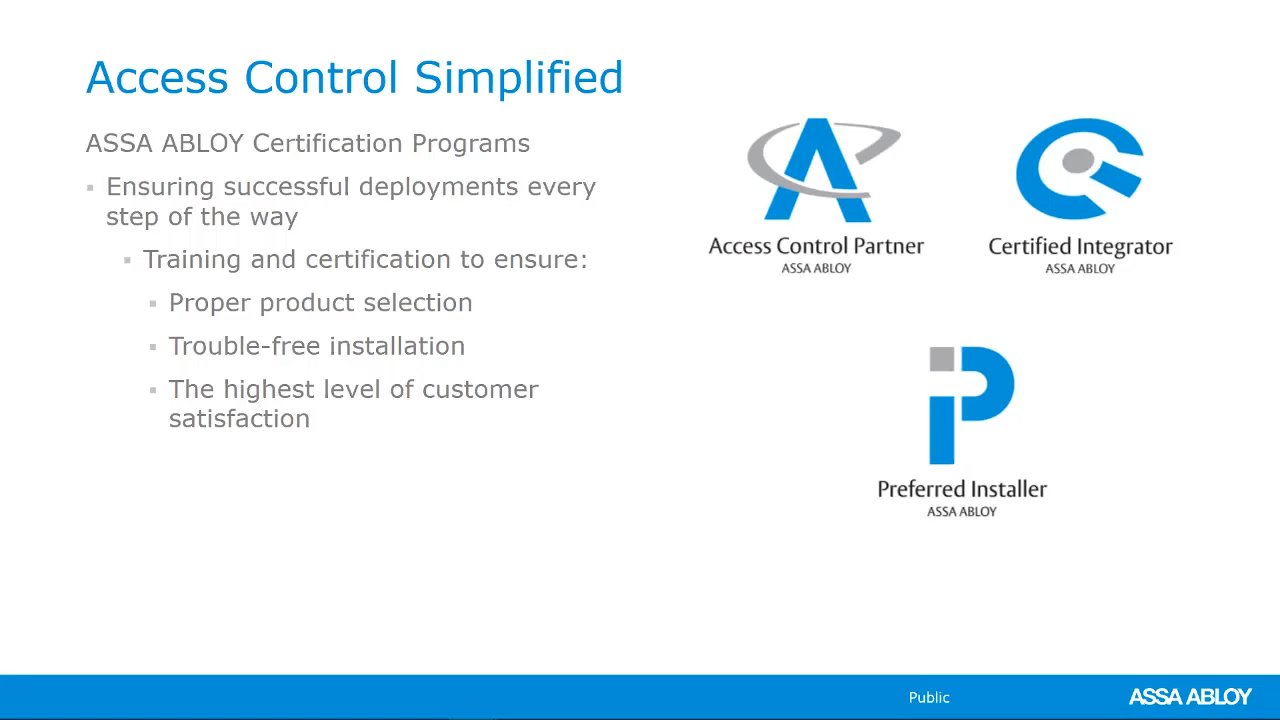 Access Control Simplified
ASSA ABLOY Certification Programs
▪ Ensuring successful deployments every
step of the way
▪ Training and certification to ensure:
▪ Proper product selection
▪ Trouble-free installation
▪ The highest level of customer
satisfaction
Access Control Partner
ASSA ABLOY
Certified Integrator
ASSA ABLOY
Preferred Installer
ASSA ABLOY
Public
ASSA ABLOY